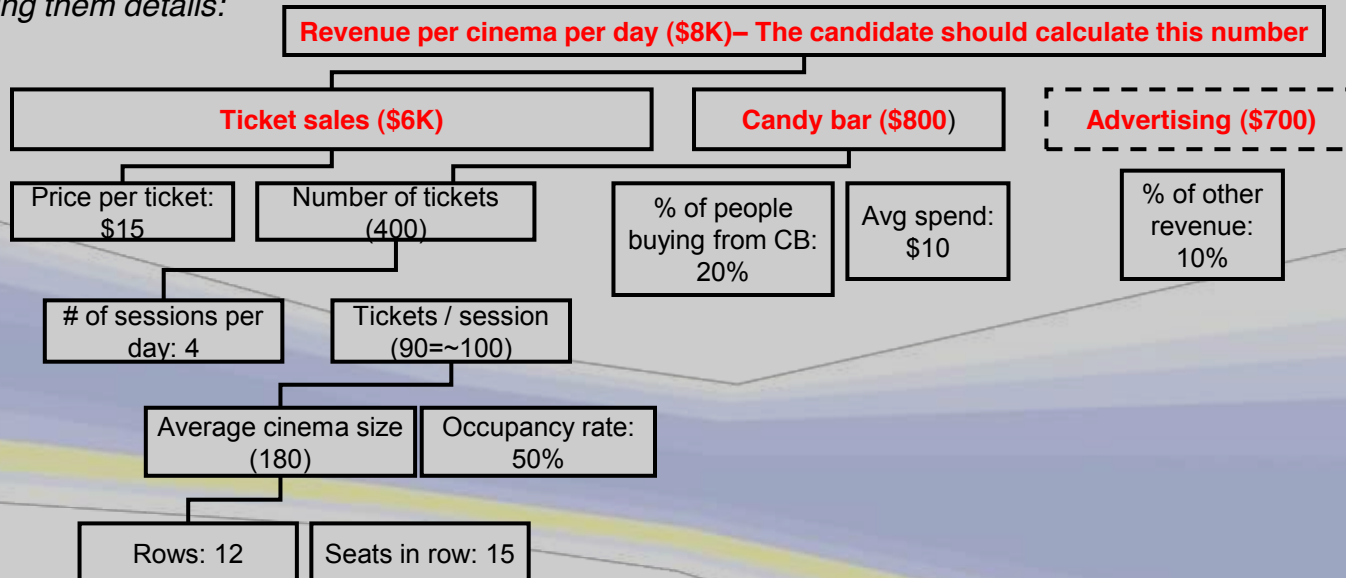 ng them details:
Revenue per cinema per day ($8K)– The candidate should calculate this number
Ticket sales ($6K)
Candy bar ($800)
Advertising ($700)
Price per ticket:
$15
Number of tickets
(400)
% of people
buying from CB:
20%
Avg spend:
$10
% of other
revenue:
10%
# of sessions per
day: 4
Tickets / session
(90=~100)
Average cinema size
(180)
Occupancy rate:
50%
Rows: 12
Seats in row: 15